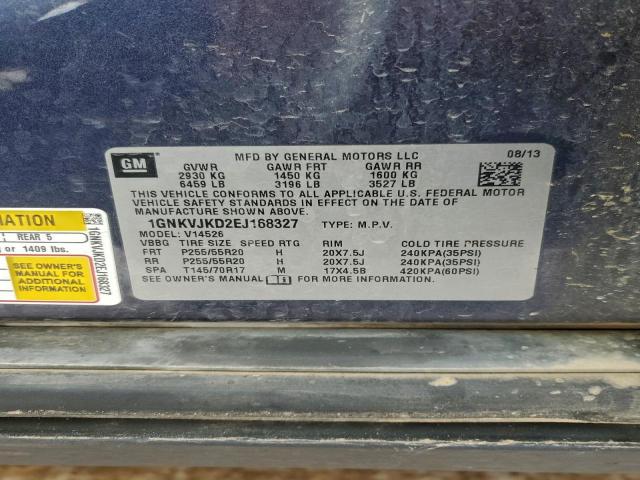 GM
MFD BY GENERAL MOTORS LLC 08/13
GVWR GAWR FRT GAWR RR
2930 KG 1450 KG 1600 KG
6459 LB 3196 LB 3527 LB
THIS VEHICLE CONFORMS TO ALL APPLICABLE U.S. FEDERAL MOTOR
VEHICLE SAFETY STANDARDS IN EFFECT ON THE DATE OF
MANUFACTURE SHOWN ABOVE.
1GNKVJKD2EJ168327 TYPE: M.P.V.
MODEL: V14526
VBBG TIRE SIZE SPEED RTG RIM COLD TIRE PRESSURE
FRT P255/55R20 H 20X7.5J 240KPA(35PSI)
RR P255/55R20 H 20X7.5J 240KPA(35PSI)
SPA T145/70R17 M 17X4.5B 420KPA(60PSI)
SEE OWNER'S MANUAL FOR MORE INFORMATION.
MATION
REAR 5
or 1409 lbs.
SEE OWNER'S
MANUAL FOR
ADDITIONAL
INFORMATION
1GNKVJKD2EJ168327